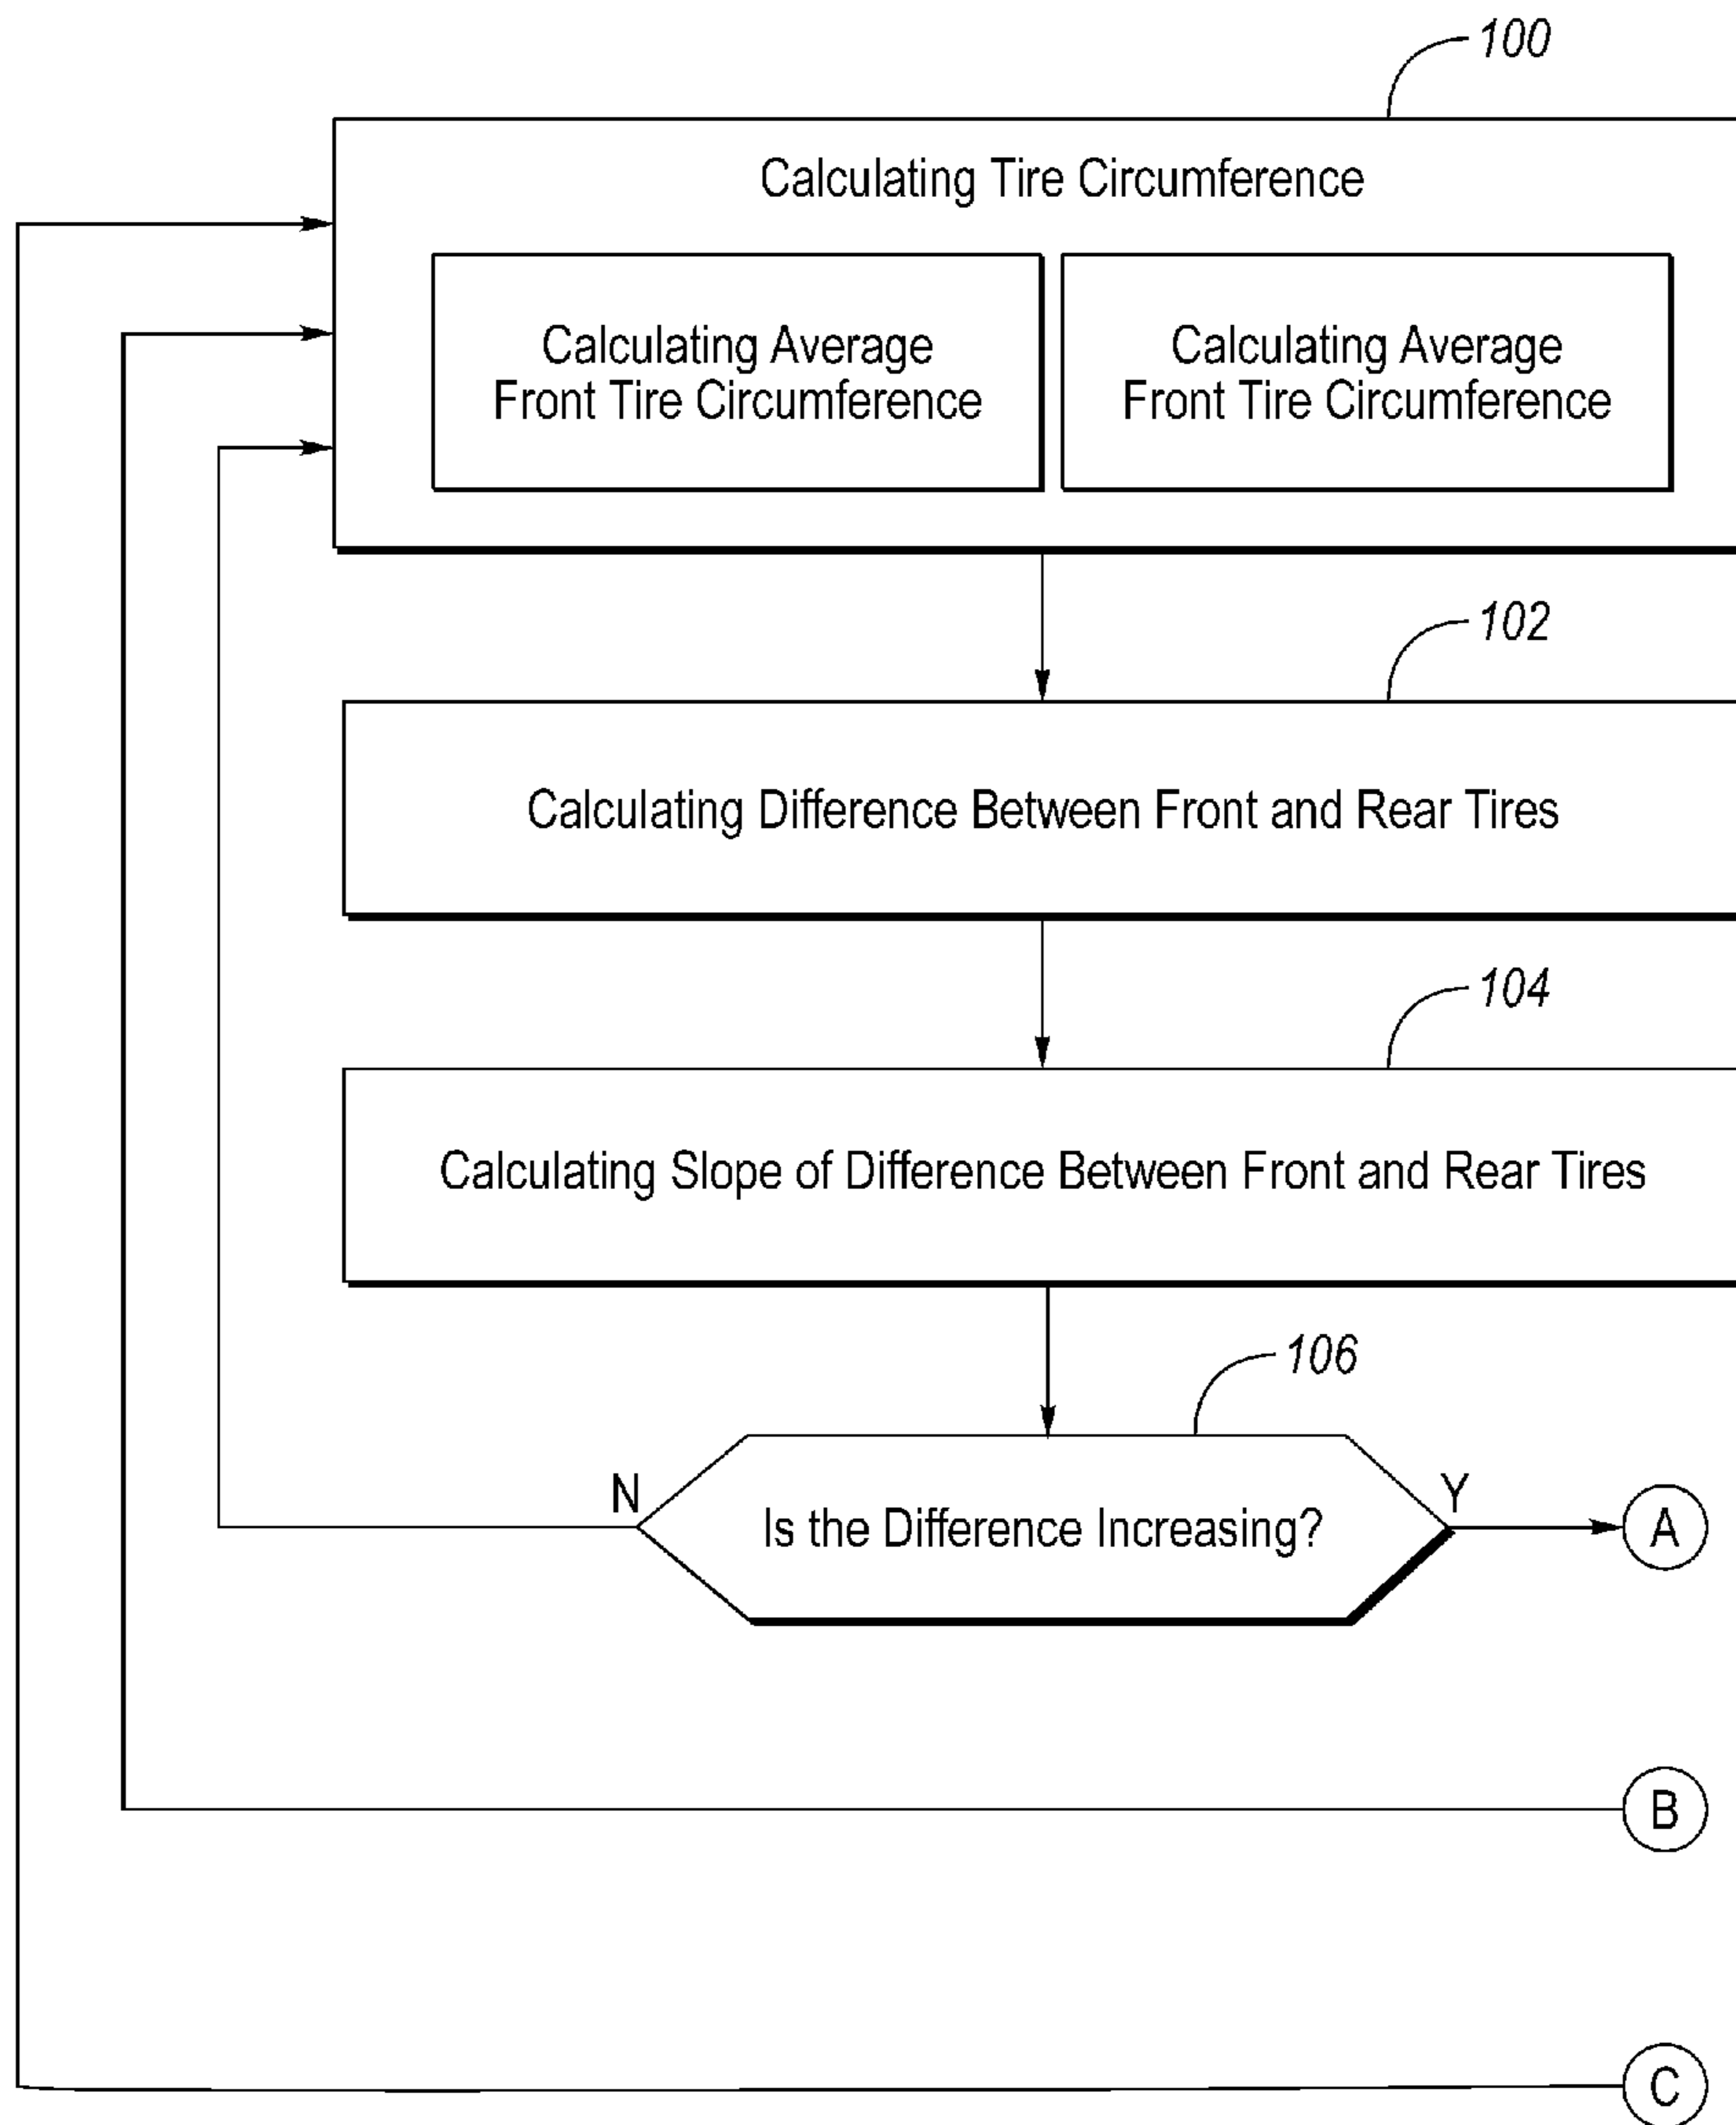 100
Calculating Tire Circumference
Calculating Average
Front Tire Circumference
Calculating Average
Front Tire Circumference
102
Calculating Difference Between Front and Rear Tires
104
Calculating Slope of Difference Between Front and Rear Tires
106
N
Is the Difference Increasing?
Y
A
B
C